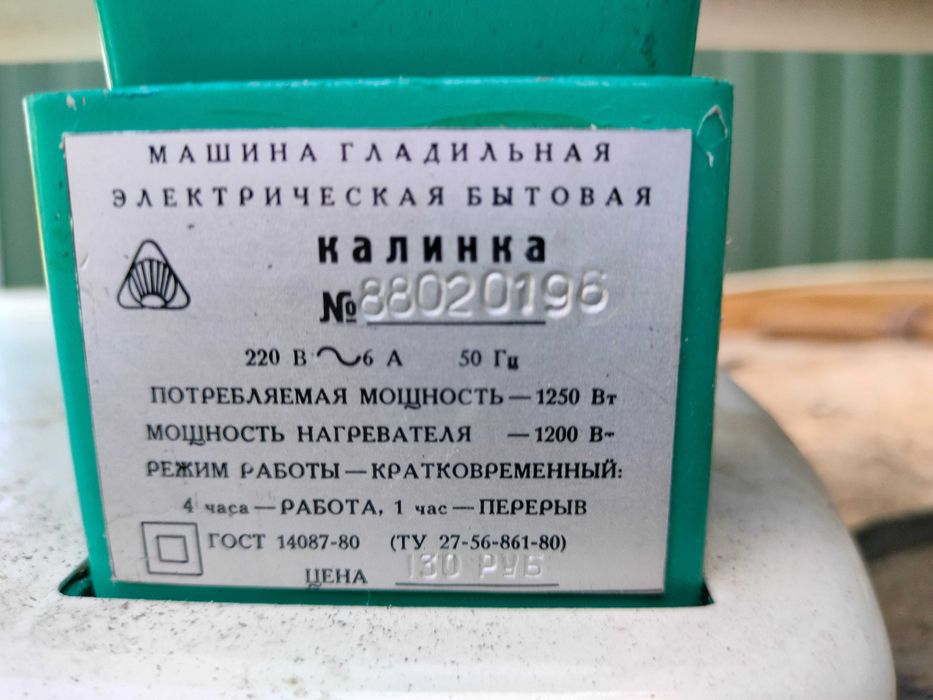 МАШИНА ГЛАДИЛЬНАЯ
ЭЛЕКТРИЧЕСКАЯ БЫТОВАЯ
КАЛИНКА
№88020196
220 В ~ 6 А 50 Гц
ПОТРЕБЛЯЕМАЯ МОЩНОСТЬ — 1250 Вт
МОЩНОСТЬ НАГРЕВАТЕЛЯ — 1200 Вт
РЕЖИМ РАБОТЫ — КРАТКОВРЕМЕННЫЙ:
4 часа — РАБОТА, 1 час — ПЕРЕРЫВ
ГОСТ 14087-80 (ТУ 27-56-861-80)
ЦЕНА 130 РУБ